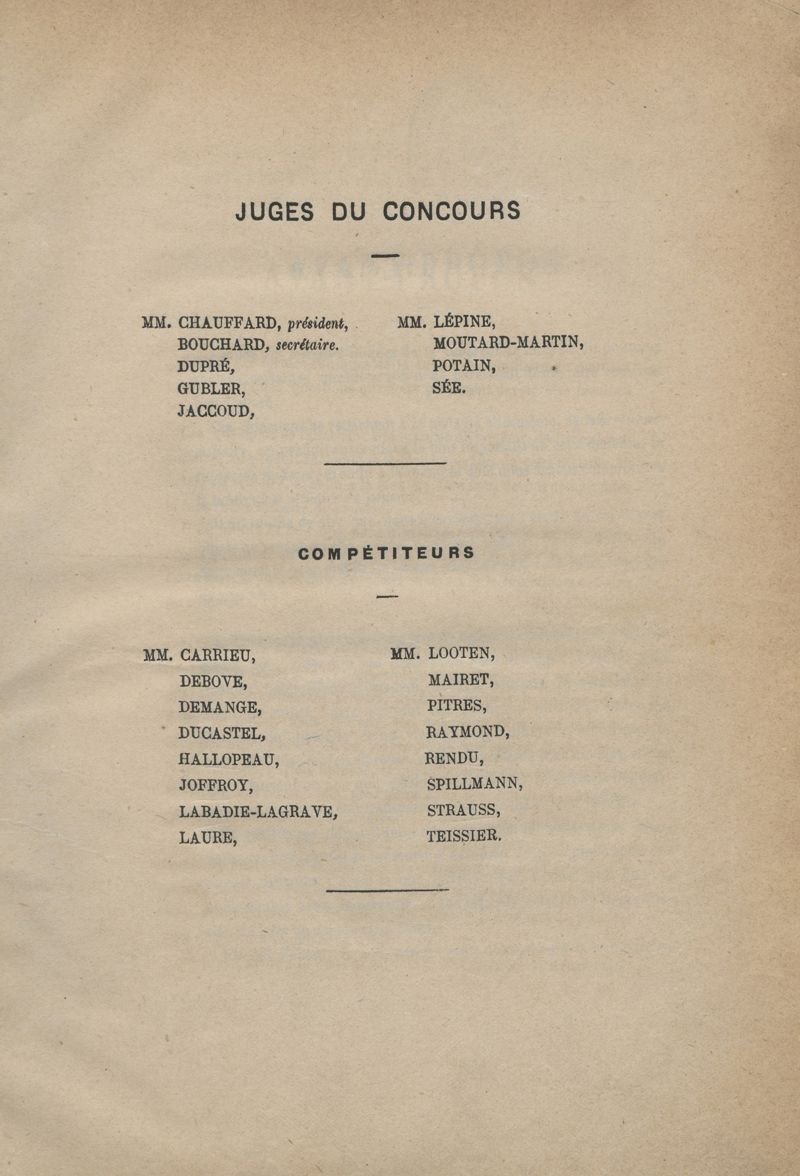 JUGES DU CONCOURS
MM. CHAUFFARD, président,
BOUCHARD, secrétaire.
DUPRÉ,
GUBLER,
JACCOUD,
MM. LÉPINE,
MOUTARD-MARTIN,
POTAIN,
SÉE.
COMPÉTITEURS
MM. CARRIEU,
DEBOVE,
DEMANGE,
DUCASTEL,
HALLOPEAU,
JOFFROY,
LABADIE-LAGRAVE,
LAURE,
MM. LOOTEN,
MAIRET,
PITRES,
RAYMOND,
RENDU,
SPILLMANN,
STRAUSS,
TEISSIER.